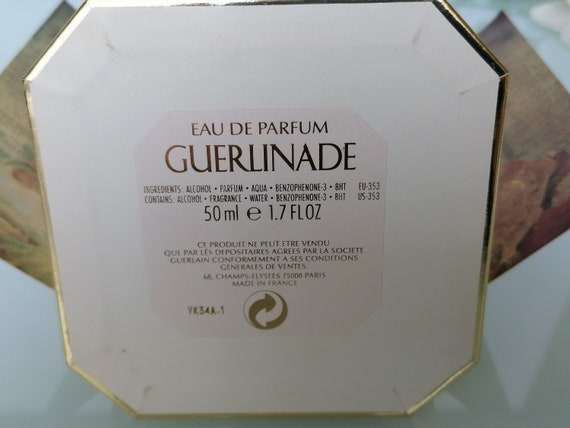 EAU DE PARFUM
GUERLINADE
INGREDIENTS: ALCOHOL • PARFUM • AQUA • BENZOPHENONE-3 • BHT EU-353
CONTAINS: ALCOHOL • FRAGRANCE • WATER • BENZOPHENONE-3 • BHT US-353
50 ml e 1.7 FLOZ
CE PRODUIT NE PEUT ETRE VENDU
QUE PAR LES DEPOSITAIRES AGREES PAR LA SOCIETE
GUERLAIN CONFORMEMENT A SES CONDITIONS
GENERALES DE VENTES
68, CHAMPS-ELYSEES 75008 PARIS
MADE IN FRANCE
YK34A-1